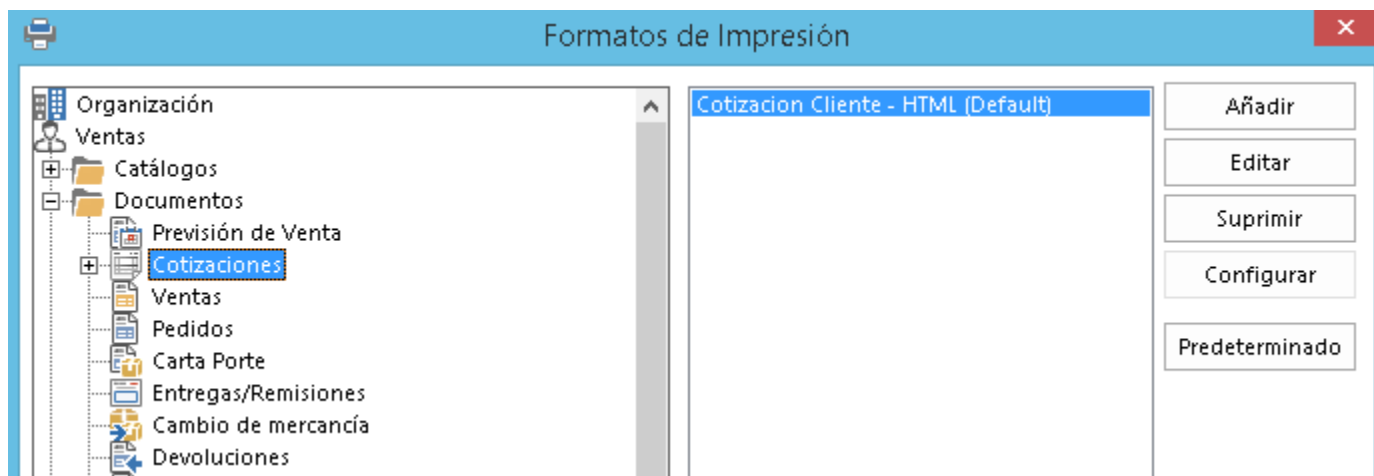 Formatos de Impresión
Organización
Ventas
Catálogos
Documentos
Previsión de Venta
Cotizaciones
Ventas
Pedidos
Carta Porte
Entregas/Remisiones
Cambio de mercancía
Devoluciones
Cotizacion Cliente - HTML (Default)
Añadir
Editar
Suprimir
Configurar
Predeterminado